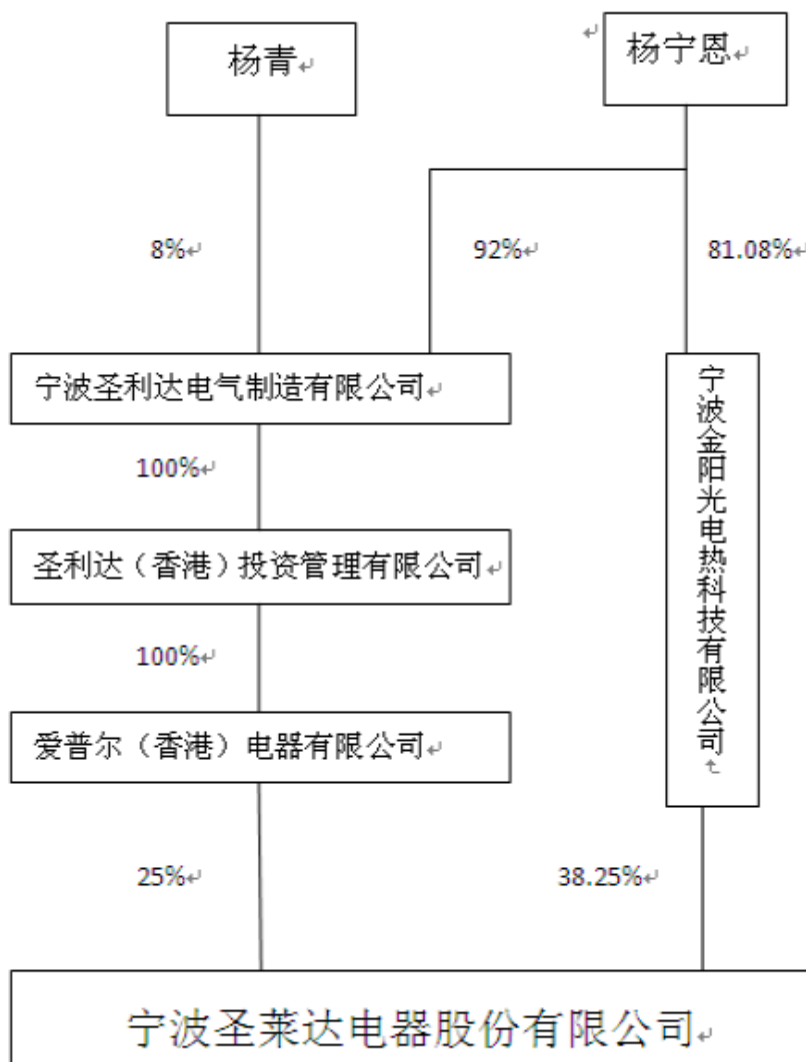 杨青
杨宁恩
8%
92%
81.08%
宁波圣利达电气制造有限公司
宁波金阳光电热科技有限公司
100%
圣利达（香港）投资管理有限公司
100%
爱普尔（香港）电器有限公司
25%
38.25%
宁波圣莱达电器股份有限公司